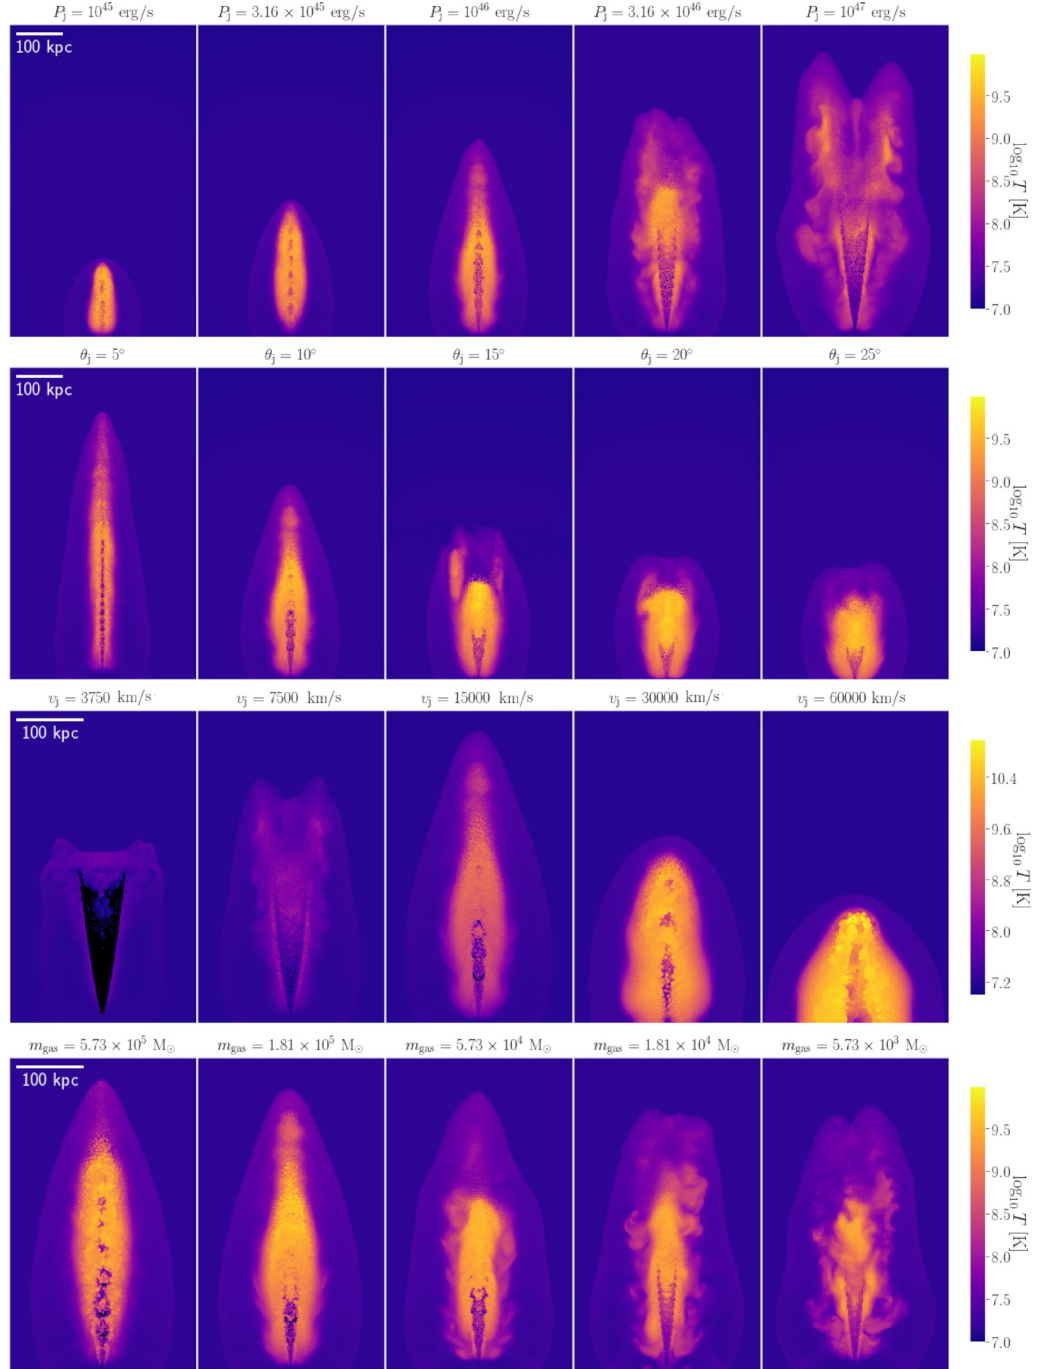 P_j = 10^45 erg/s P_j = 3.16 × 10^45 erg/s P_j = 10^46 erg/s P_j = 3.16 × 10^46 erg/s P_j = 10^47 erg/s
100 kpc
9.5
9.0
8.5
8.0
7.5
7.0
log_10 T [K]
θ_j = 5° θ_j = 10° θ_j = 15° θ_j = 20° θ_j = 25°
100 kpc
9.5
9.0
8.5
8.0
7.5
7.0
log_10 T [K]
v_j = 3750 km/s v_j = 7500 km/s v_j = 15000 km/s v_j = 30000 km/s v_j = 60000 km/s
100 kpc
10.4
9.6
8.8
8.0
7.2
log_10 T [K]
m_gas = 5.73 × 10^5 M_☉ m_gas = 1.81 × 10^5 M_☉ m_gas = 5.73 × 10^4 M_☉ m_gas = 1.81 × 10^4 M_☉ m_gas = 5.73 × 10^3 M_☉
100 kpc
9.5
9.0
8.5
8.0
7.5
7.0
log_10 T [K]